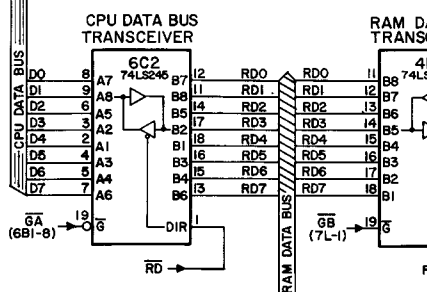 CPU DATA BUS
TRANSCEIVER
RAM DA
TRANS
6C2
74LS245
4
74LS
CPU DATA BUS
D0 8 A7 B7 12 RD0 RD0 11 B8
D1 9 A8 B8 11 RD1 RD1 12 B7
D2 6 A5 B5 14 RD2 RD2 13 B6
D3 3 A2 B2 17 RD3 RD3 14 B5
D4 2 A1 B1 18 RD4 RD4 15 B4
D5 4 A3 B3 16 RD5 RD5 16 B3
D6 5 A4 B4 15 RD6 RD6 17 B2
D7 7 A6 B6 13 RD7 RD7 18 B1
GA 19 G DIR 1 GB 19 G
(6B1-8) (7L-1)
RD
RAM DATA BUS